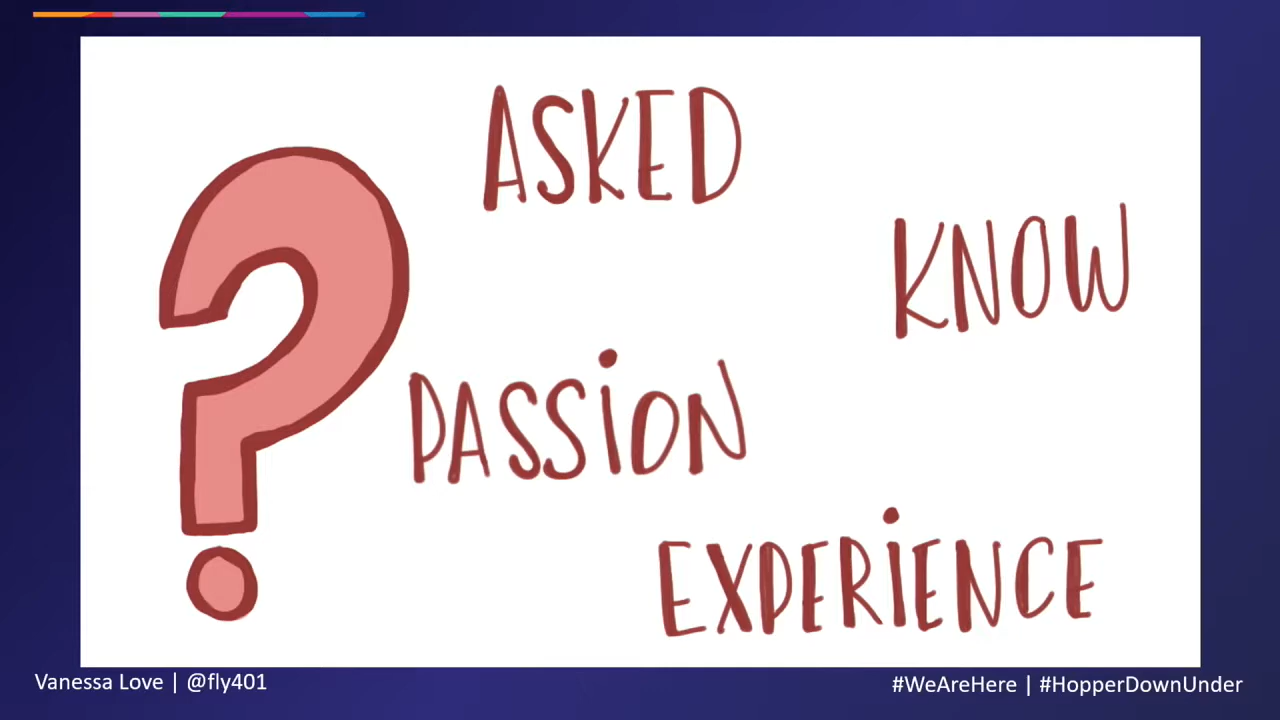 ASKED
KNOW
PASSION
EXPERIENCE
Vanessa Love | @fly401
#WeAreHere | #HopperDownUnder